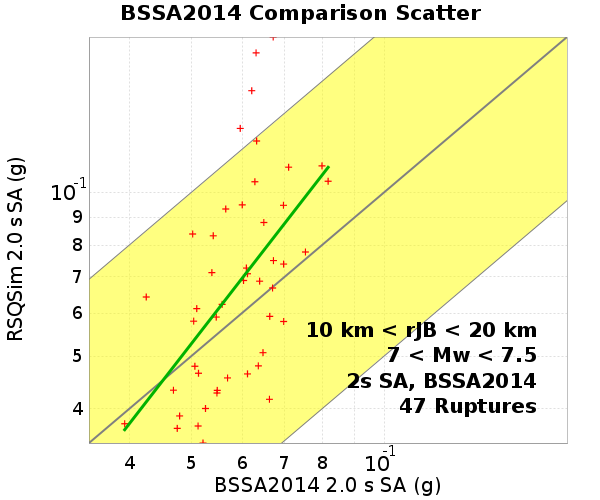 BSSA2014 Comparison Scatter
RSQSim 2.0 s SA (g)
10-1
9
8
7
6
5
4
10 km < rJB < 20 km
7 < Mw < 7.5
2s SA, BSSA2014
47 Ruptures
4 5 6 7 8 10-1
BSSA2014 2.0 s SA (g)